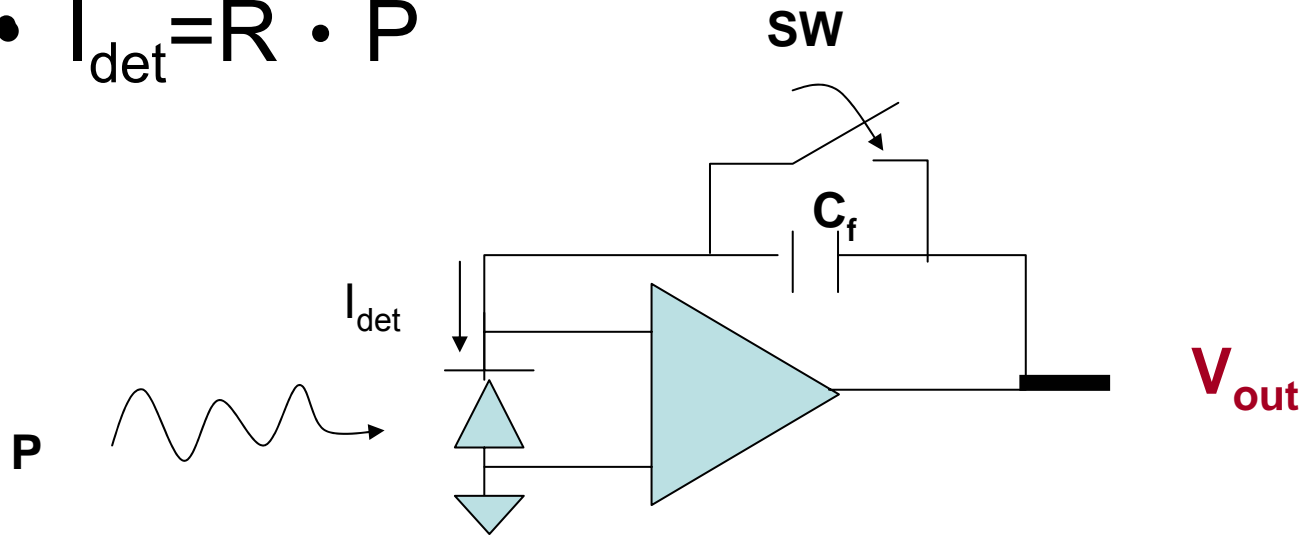 • Idet=R • P
SW
Cf
Idet
P
Vout